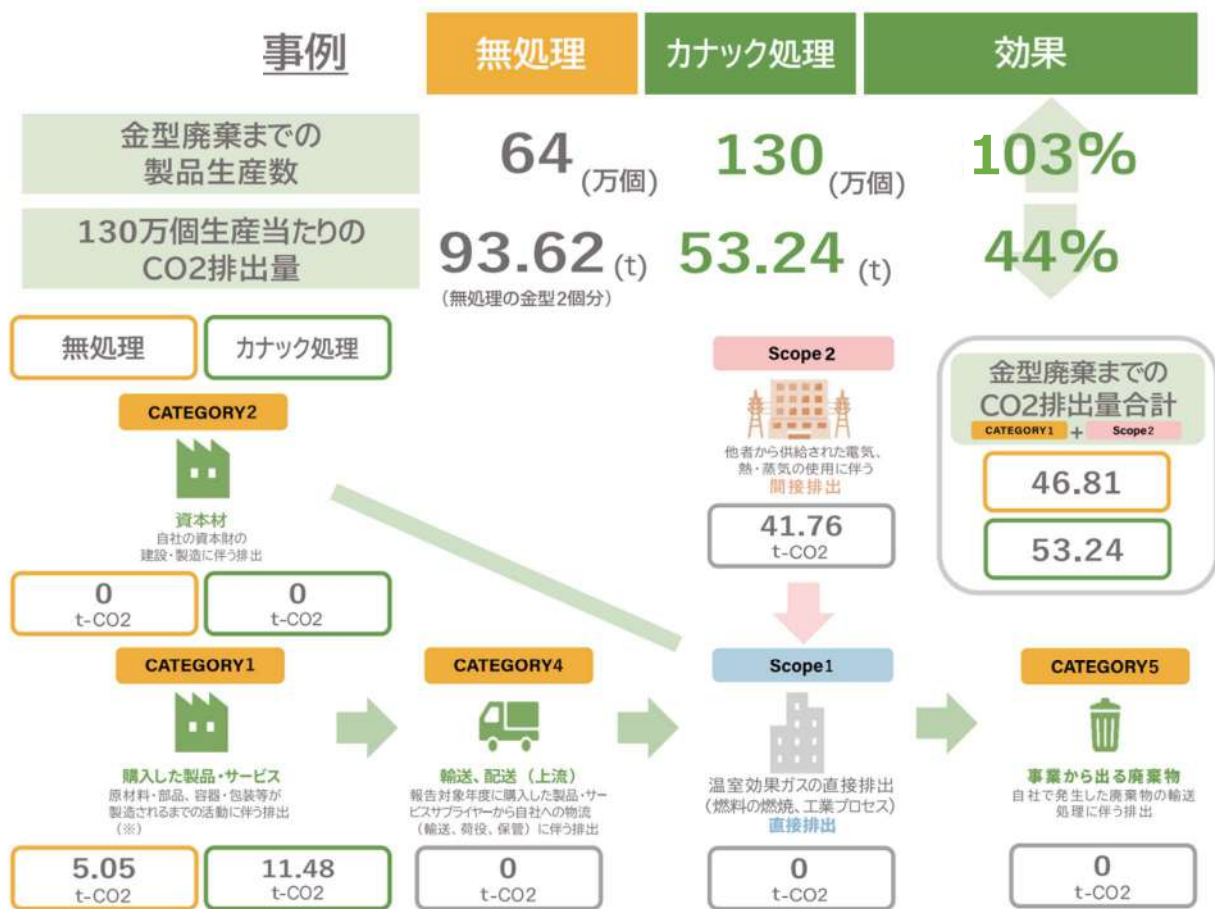 事例
無処理
カナック処理
効果
金型廃棄までの
製品生産数
64(万個)
130(万個)
103%
130万個生産当たりの
CO2排出量
93.62(t)
(無処理の金型2個分)
53.24(t)
44%
無処理
カナック処理
CATEGORY2
資本材
自社の資本財の
建設・製造に伴う排出
0
t-CO2
0
t-CO2
Scope2
他者から供給された電気、
熱・蒸気の使用に伴う
間接排出
41.76
t-CO2
金型廃棄までの
CO2排出量合計
CATEGORY1 + Scope2
46.81
53.24
CATEGORY1
購入した製品・サービス
原材料・部品、容器・包装等が
製造されるまでの活動に伴う排出
(※)
5.05
t-CO2
11.48
t-CO2
CATEGORY4
輸送、配送(上流)
報告対象年度に購入した製品・サー
ビスサプライヤーから自社への物流
(輸送、荷役、保管)に伴う排出
0
t-CO2
Scope1
温室効果ガスの直接排出
(燃料の燃焼、工業プロセス)
直接排出
0
t-CO2
CATEGORY5
事業から出る廃棄物
自社で発生した廃棄物の輸送
処理に伴う排出
0
t-CO2